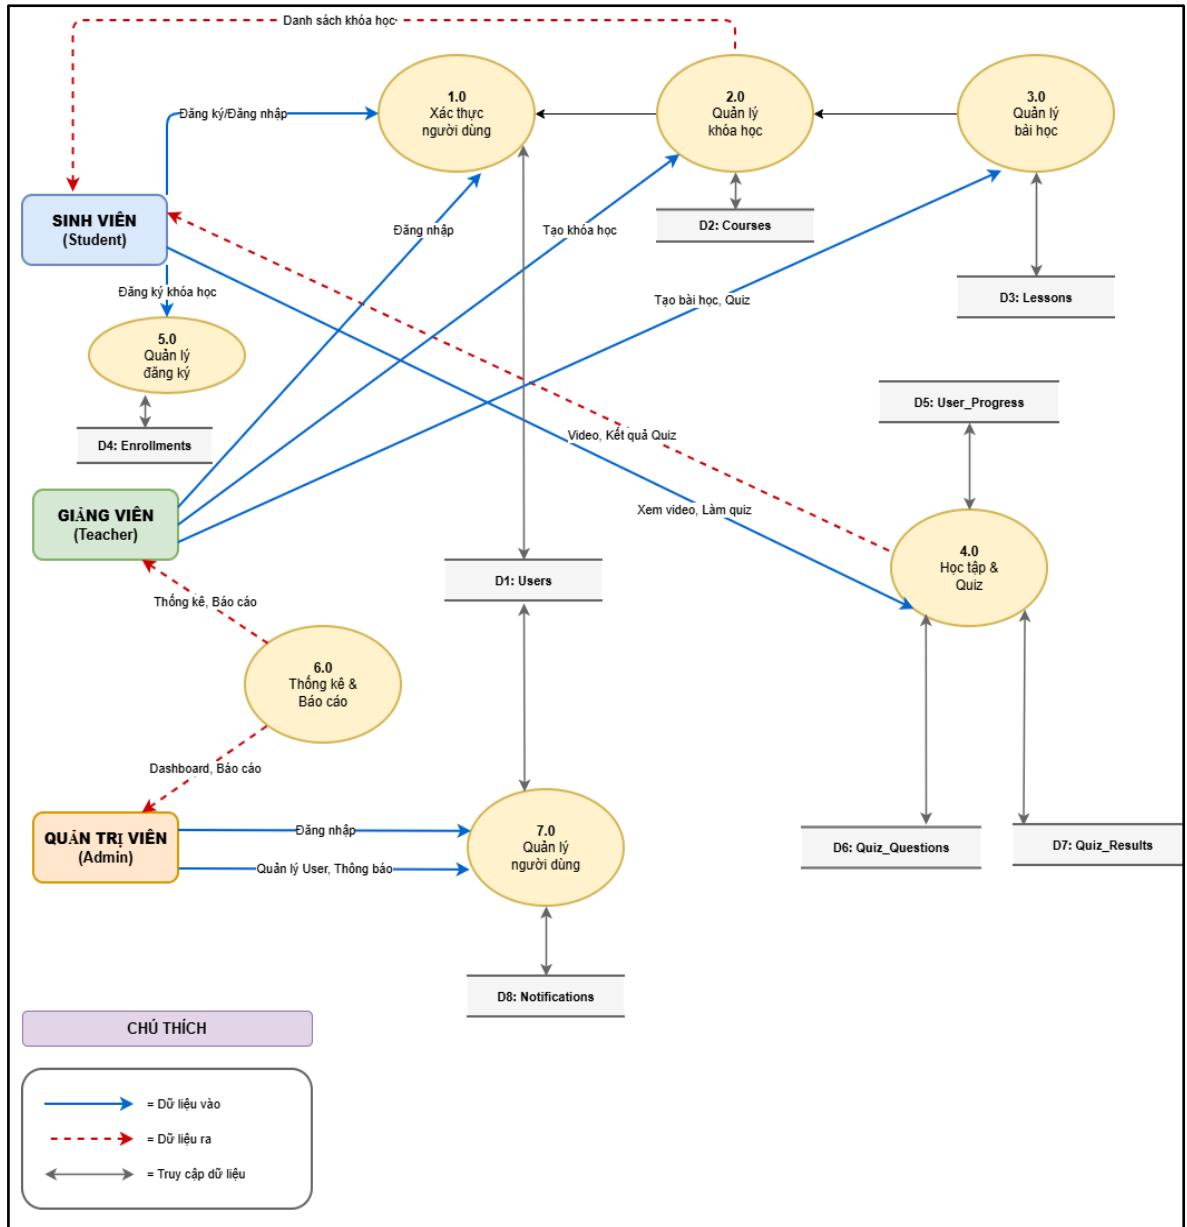 Danh sách khóa học
1.0
Xác thực
người dùng
2.0
Quản lý
khóa học
3.0
Quản lý
bài học
Đăng ký/Đăng nhập
SINH VIÊN
(Student)
Đăng nhập
Tạo khóa học
D2: Courses
Đăng ký khóa học
Tạo bài học, Quiz
D3: Lessons
5.0
Quản lý
đăng ký
D4: Enrollments
D5: User_Progress
Video, Kết quả Quiz
GIẢNG VIÊN
(Teacher)
Xem video, Làm quiz
4.0
Học tập &
Quiz
D1: Users
Thống kê, Báo cáo
6.0
Thống kê &
Báo cáo
Dashboard, Báo cáo
QUẢN TRỊ VIÊN
(Admin)
Đăng nhập
Quản lý User, Thông báo
7.0
Quản lý
người dùng
D6: Quiz_Questions
D7: Quiz_Results
D8: Notifications
CHÚ THÍCH
= Dữ liệu vào
= Dữ liệu ra
= Truy cập dữ liệu